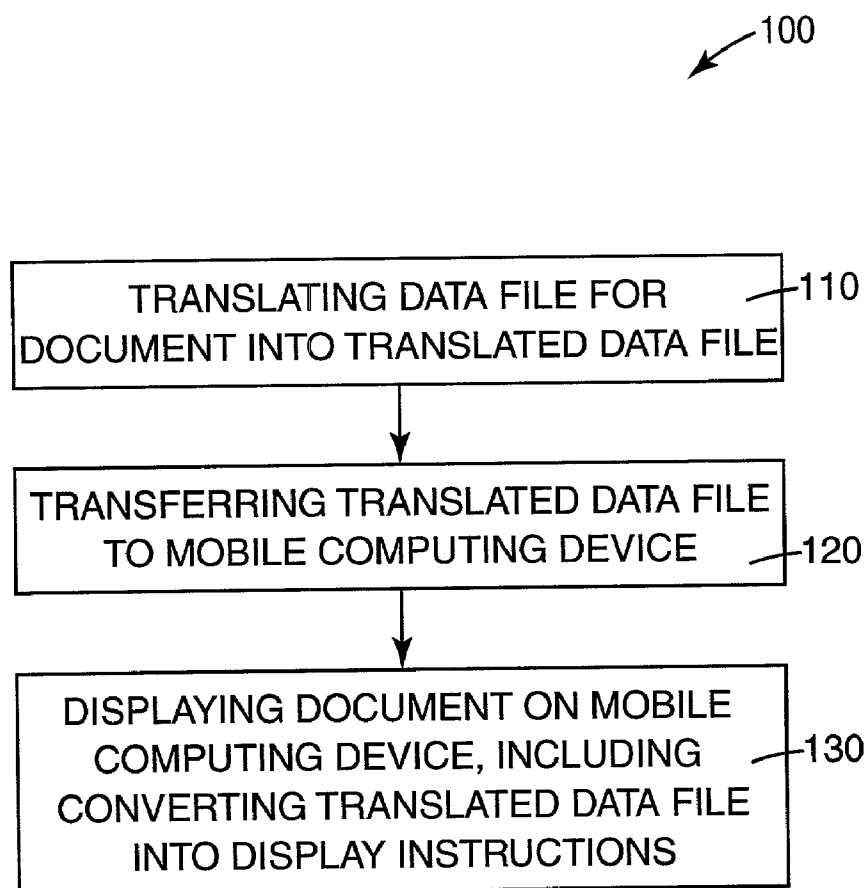 100
TRANSLATING DATA FILE FOR
DOCUMENT INTO TRANSLATED DATA FILE
110
TRANSFERRING TRANSLATED DATA FILE
TO MOBILE COMPUTING DEVICE
120
DISPLAYING DOCUMENT ON MOBILE
COMPUTING DEVICE, INCLUDING
CONVERTING TRANSLATED DATA FILE
INTO DISPLAY INSTRUCTIONS
130